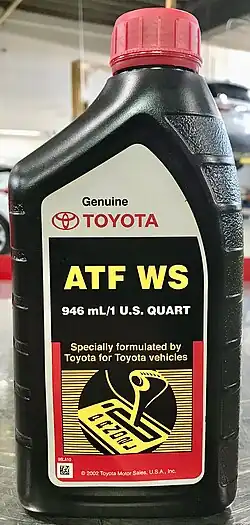 Genuine
TOYOTA
ATF WS
946 mL/1 U.S. QUART
Specially formulated by
Toyota for Toyota vehicles
© 2002 Toyota Motor Sales, U.S.A., Inc.